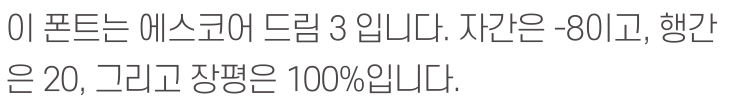 이 폰트는 에스코어 드림 3 입니다. 자간은 -8이고, 행간
은 20, 그리고 장평은 100%입니다.